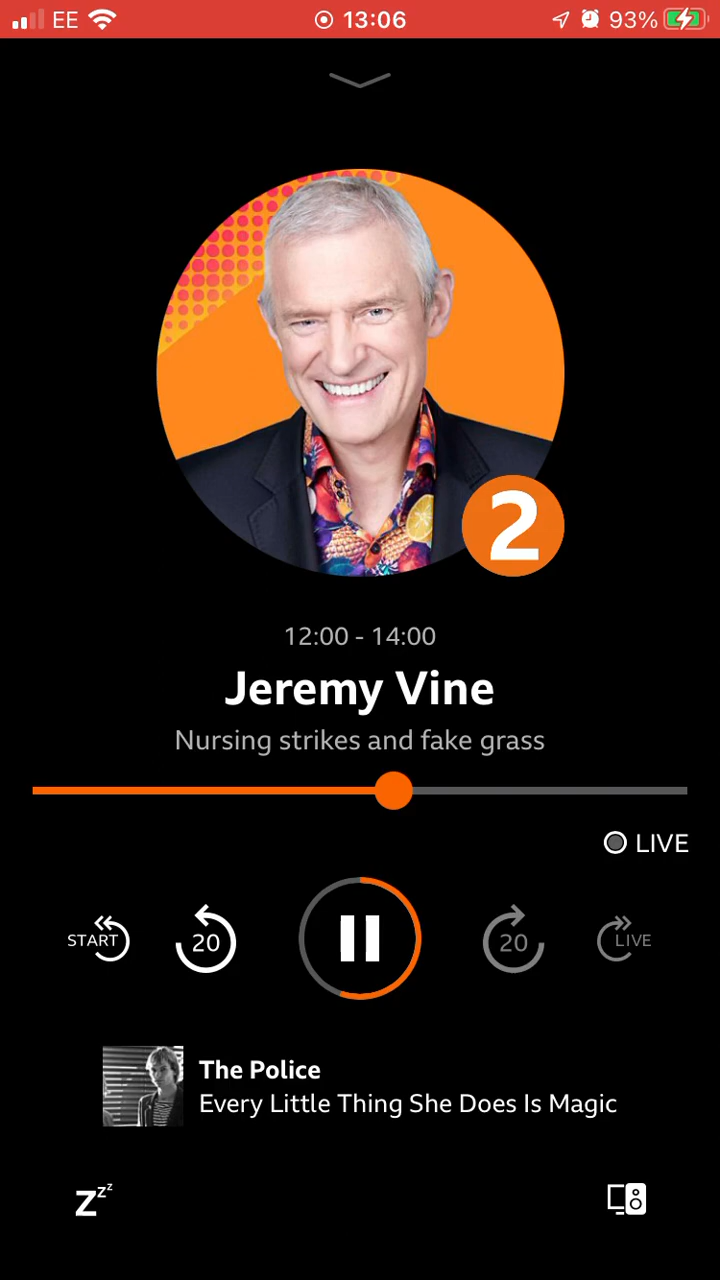 EE 13:06 93%
2
12:00 - 14:00
Jeremy Vine
Nursing strikes and fake grass
LIVE
START 20 20 LIVE
The Police
Every Little Thing She Does Is Magic
Zzz